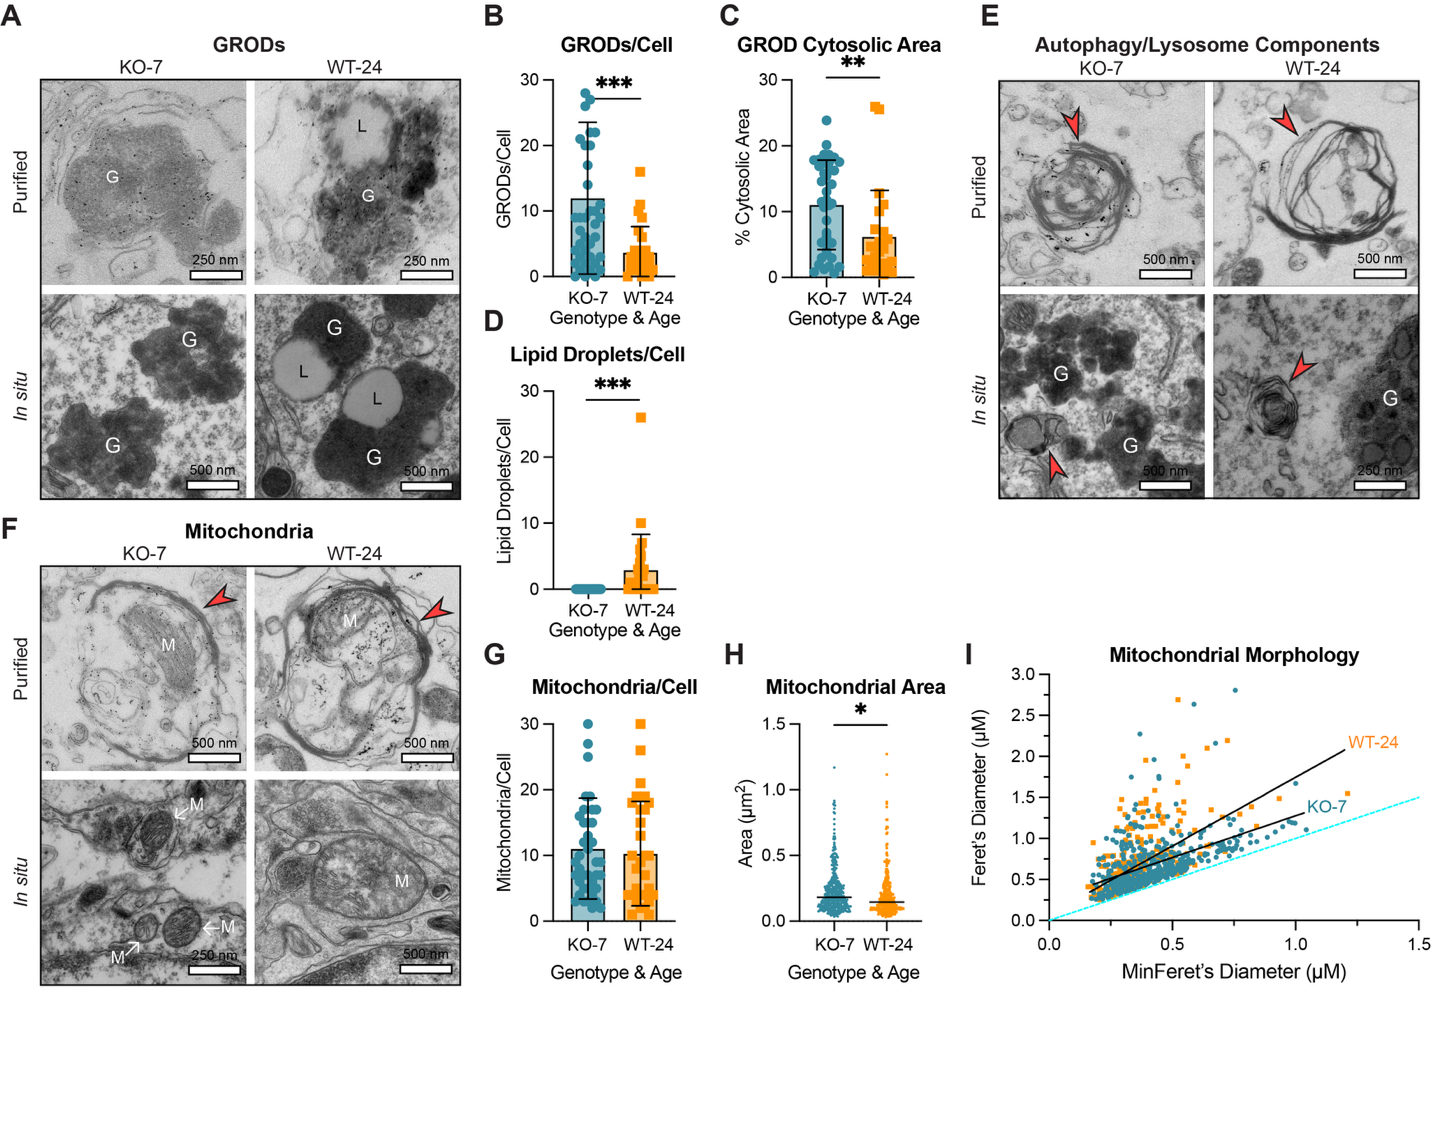 A
GRODs
KO-7
WT-24
Purified
G
L
G
250 nm
250 nm
In situ
G
G
500 nm
G
L
L
G
500 nm
B
GRODs/Cell
***
GRODs/Cell
30
20
10
0
KO-7
WT-24
Genotype & Age
C
GROD Cytosolic Area
**
% Cytosolic Area
30
20
10
0
KO-7
WT-24
Genotype & Age
D
Lipid Droplets/Cell
***
Lipid Droplets/Cell
30
20
10
0
KO-7
WT-24
Genotype & Age
E
Autophagy/Lysosome Components
KO-7
WT-24
Purified
500 nm
500 nm
In situ
G
G
500 nm
G
250 nm
F
Mitochondria
KO-7
WT-24
Purified
M
500 nm
M
500 nm
In situ
M
M
M
250 nm
M
500 nm
G
Mitochondria/Cell
Mitochondria/Cell
30
20
10
0
KO-7
WT-24
Genotype & Age
H
Mitochondrial Area
*
Area (µm²)
1.5
1.0
0.5
0.0
KO-7
WT-24
Genotype & Age
I
Mitochondrial Morphology
Feret's Diameter (µM)
3.0
2.5
2.0
1.5
1.0
0.5
0.0
WT-24
KO-7
0.0
0.5
1.0
1.5
MinFeret's Diameter (µM)